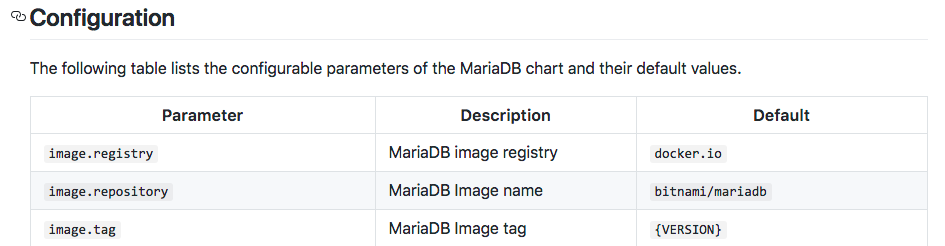 Configuration
The following table lists the configurable parameters of the MariaDB chart and their default values.
Parameter Description Default
image.registry MariaDB image registry docker.io
image.repository MariaDB Image name bitnami/mariadb
image.tag MariaDB Image tag {VERSION}